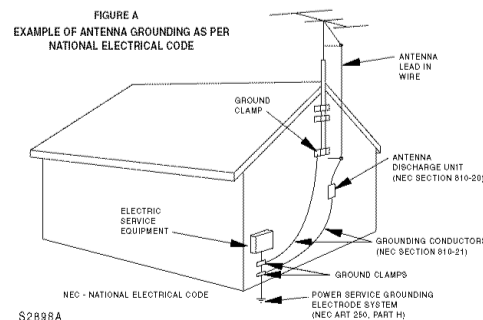 FIGURE A
EXAMPLE OF ANTENNA GROUNDING AS PER
NATIONAL ELECTRICAL CODE
ANTENNA
LEAD IN
WIRE
GROUND
CLAMP
ANTENNA
DISCHARGE UNIT
(NEC SECTION 810-20)
ELECTRIC
SERVICE
EQUIPMENT
GROUNDING CONDUCTORS
(NEC SECTION 810-21)
GROUND CLAMPS
NEC - NATIONAL ELECTRICAL CODE
POWER SERVICE GROUNDING
ELECTRODE SYSTEM
(NEC ART 250, PART H)
S2898A